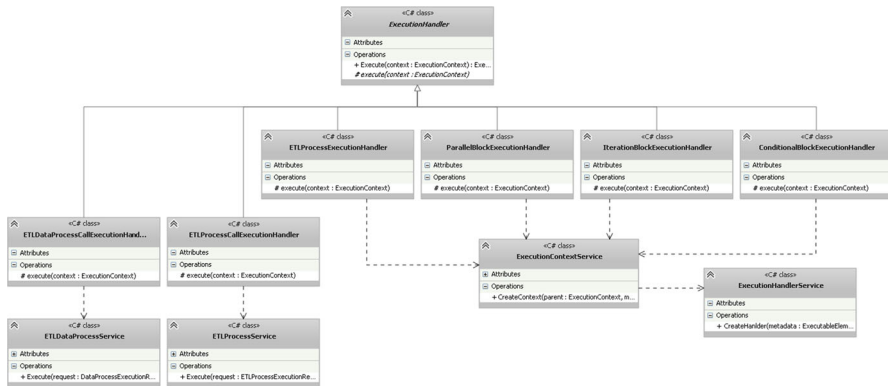 «C# class»
ExecutionHandler
Attributes
Operations
+ Execute(context : ExecutionContext) : Exe...
# execute(context : ExecutionContext)
«C# class»
ETLProcessExecutionHandler
Attributes
Operations
# execute(context : ExecutionContext)
«C# class»
ParallelBlockExecutionHandler
Attributes
Operations
# execute(context : ExecutionContext)
«C# class»
IterationBlockExecutionHandler
Attributes
Operations
# execute(context : ExecutionContext)
«C# class»
ConditionalBlockExecutionHandler
Attributes
Operations
# execute(context : ExecutionContext)
«C# class»
ETLDataProcessCallExecutionHand...
Attributes
Operations
# execute(context : ExecutionContext)
«C# class»
ETLProcessCallExecutionHandler
Attributes
Operations
# execute(context : ExecutionContext)
«C# class»
ExecutionContextService
Attributes
Operations
+ CreateContext(parent : ExecutionContext, m...
«C# class»
ExecutionHandlerService
Attributes
Operations
+ CreateHanlder(metadata : ExecutableElem...
«C# class»
ETLDataProcessService
Attributes
Operations
+ Execute(request : DataProcessExecutionR...
«C# class»
ETLProcessService
Attributes
Operations
+ Execute(request : ETLProcessExecutionRe...